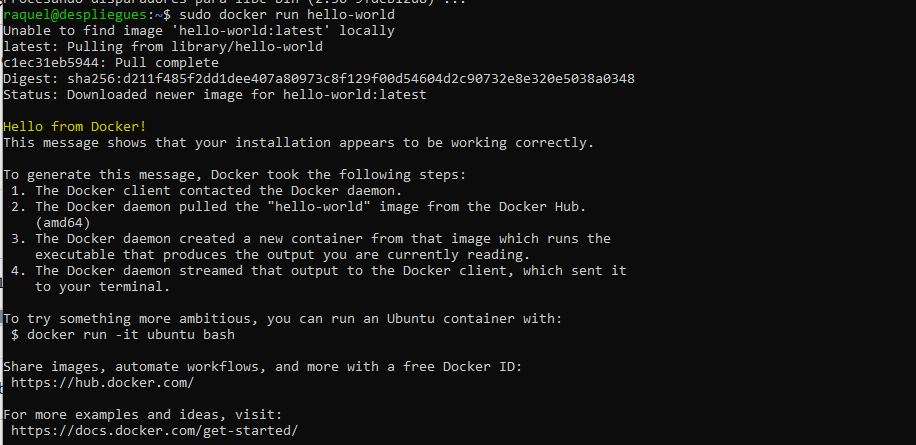 raquel@despliegues:~$ sudo docker run hello-world
Unable to find image 'hello-world:latest' locally
latest: Pulling from library/hello-world
c1ec31eb5944: Pull complete
Digest: sha256:d211f485f2dd1dee407a80973c8f129f00d54604d2c90732e8e320e5038a0348
Status: Downloaded newer image for hello-world:latest
Hello from Docker!
This message shows that your installation appears to be working correctly.
To generate this message, Docker took the following steps:
1. The Docker client contacted the Docker daemon.
2. The Docker daemon pulled the "hello-world" image from the Docker Hub.
(amd64)
3. The Docker daemon created a new container from that image which runs the
executable that produces the output you are currently reading.
4. The Docker daemon streamed that output to the Docker client, which sent it
to your terminal.
To try something more ambitious, you can run an Ubuntu container with:
$ docker run -it ubuntu bash
Share images, automate workflows, and more with a free Docker ID:
https://hub.docker.com/
For more examples and ideas, visit:
https://docs.docker.com/get-started/